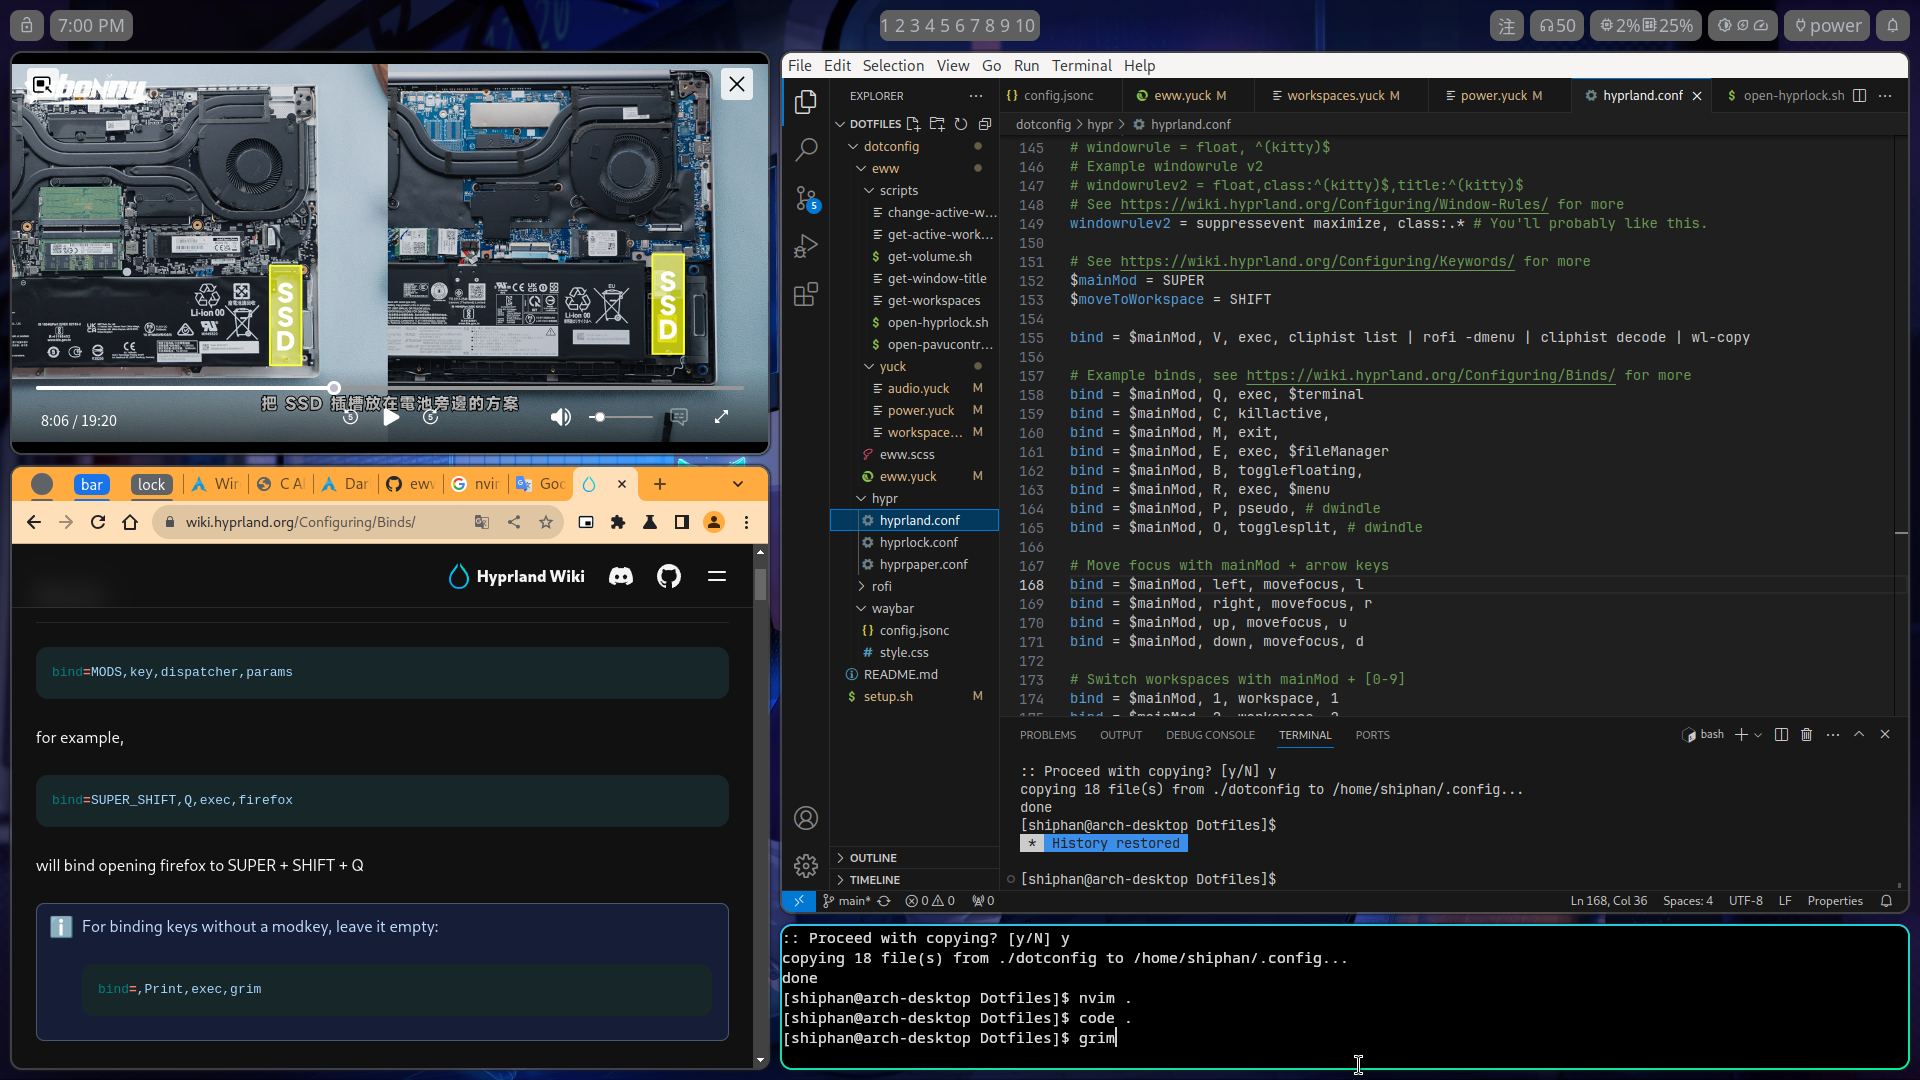 7:00 PM
1 2 3 4 5 6 7 8 9 10
注
50
2% 25%
power
SSD
SSD
Li-ion 00
Li-ion 00
把 SSD 插槽放在電池旁邊的方案
8:06 / 19:20
5
5
bar
lock
Wir
C A
Dar
eww
nvir
Goo
wiki.hyprland.org/Configuring/Binds/
Hyprland Wiki
bind=MODS,key,dispatcher,params
for example,
bind=SUPER_SHIFT,Q,exec,firefox
will bind opening firefox to SUPER + SHIFT + Q
For binding keys without a modkey, leave it empty:
bind=,Print,exec,grim
File Edit Selection View Go Run Terminal Help
5
EXPLORER
DOTFILES
dotconfig
eww
scripts
change-active-w...
get-active-work...
get-volume.sh
get-window-title
get-workspaces
open-hyprlock.sh
open-pavucontr...
yuck
audio.yuck M
power.yuck M
workspace... M
eww.scss
eww.yuck M
hypr
hyprland.conf
hyprlock.conf
hyprpaper.conf
rofi
waybar
config.jsonc
style.css
README.md
setup.sh M
OUTLINE
TIMELINE
config.jsonc
eww.yuck M
workspaces.yuck M
power.yuck M
hyprland.conf
open-hyprlock.sh
dotconfig > hypr > hyprland.conf
145 # windowrule = float, ^(kitty)$
146 # Example windowrule v2
147 # windowrulev2 = float,class:^(kitty)$,title:^(kitty)$
148 # See https://wiki.hyprland.org/Configuring/Window-Rules/ for more
149 windowrulev2 = suppressevent maximize, class:.* # You'll probably like this.
150
151 # See https://wiki.hyprland.org/Configuring/Keywords/ for more
152 $mainMod = SUPER
153 $moveToWorkspace = SHIFT
154
155 bind = $mainMod, V, exec, cliphist list | rofi -dmenu | cliphist decode | wl-copy
156
157 # Example binds, see https://wiki.hyprland.org/Configuring/Binds/ for more
158 bind = $mainMod, Q, exec, $terminal
159 bind = $mainMod, C, killactive,
160 bind = $mainMod, M, exit,
161 bind = $mainMod, E, exec, $fileManager
162 bind = $mainMod, B, togglefloating,
163 bind = $mainMod, R, exec, $menu
164 bind = $mainMod, P, pseudo, # dwindle
165 bind = $mainMod, O, togglesplit, # dwindle
166
167 # Move focus with mainMod + arrow keys
168 bind = $mainMod, left, movefocus, l
169 bind = $mainMod, right, movefocus, r
170 bind = $mainMod, up, movefocus, u
171 bind = $mainMod, down, movefocus, d
172
173 # Switch workspaces with mainMod + [0-9]
174 bind = $mainMod, 1, workspace, 1
175 bind = $mainMod, 2, workspace, 2
PROBLEMS OUTPUT DEBUG CONSOLE TERMINAL PORTS
bash
:: Proceed with copying? [y/N] y
copying 18 file(s) from ./dotconfig to /home/shiphan/.config...
done
[shiphan@arch-desktop Dotfiles]$
* History restored
[shiphan@arch-desktop Dotfiles]$
main* 0 0 0
Ln 168, Col 36 Spaces: 4 UTF-8 LF Properties
:: Proceed with copying? [y/N] y
copying 18 file(s) from ./dotconfig to /home/shiphan/.config...
done
[shiphan@arch-desktop Dotfiles]$ nvim .
[shiphan@arch-desktop Dotfiles]$ code .
[shiphan@arch-desktop Dotfiles]$ grim